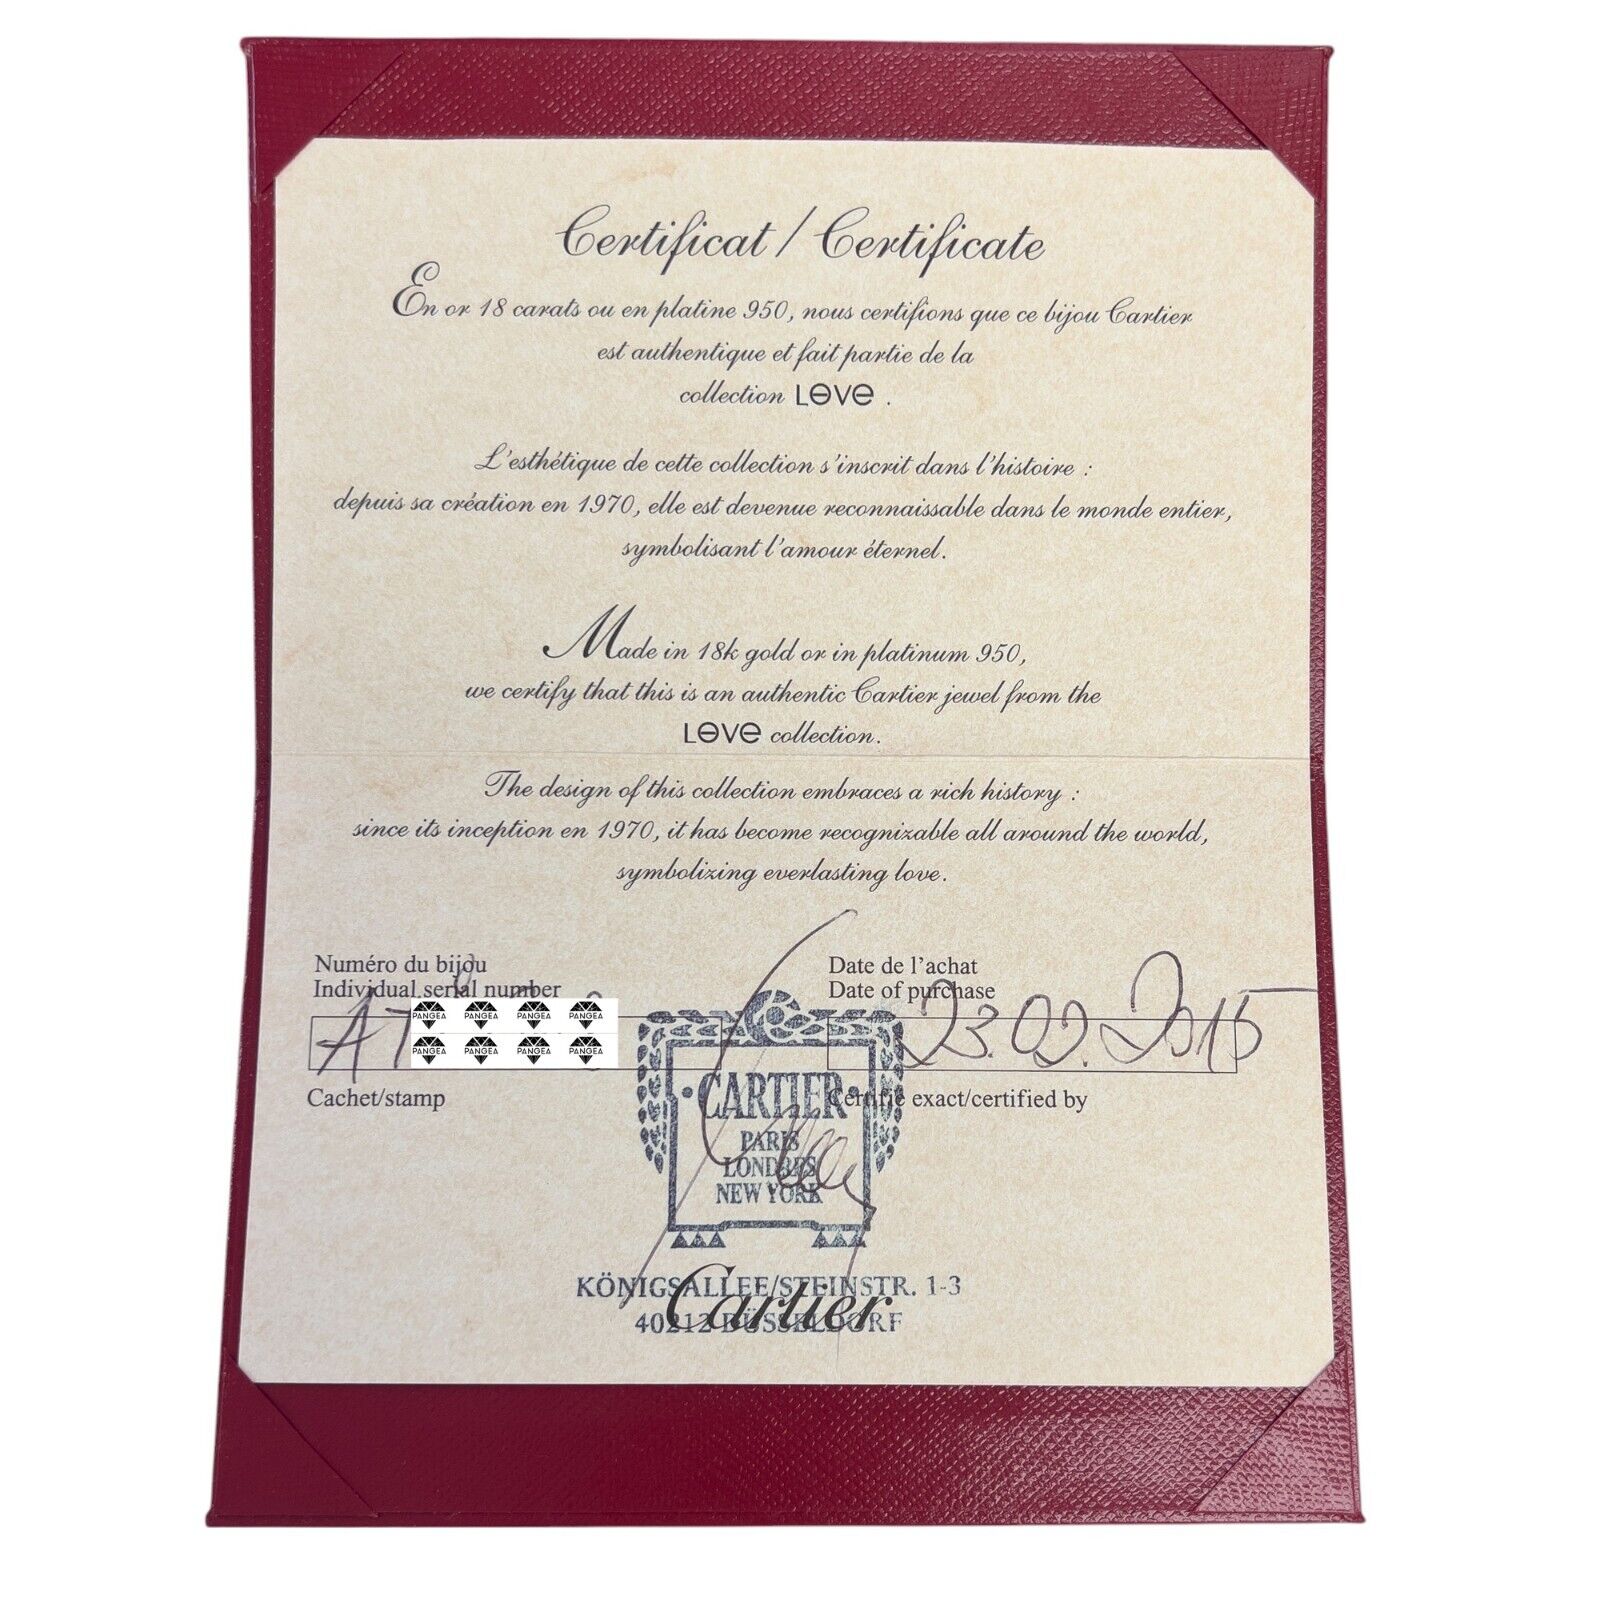 Certificat / Certificate
En or 18 carats ou en platine 950, nous certifions que ce bijou Cartier
est authentique et fait partie de la
collection LOVE .
L'esthétique de cette collection s'inscrit dans l'histoire :
depuis sa création en 1970, elle est devenue reconnaissable dans le monde entier,
symbolisant l'amour éternel.
Made in 18k gold or in platinum 950,
we certify that this is an authentic Cartier jewel from the
LOVE collection.
The design of this collection embraces a rich history :
since its inception en 1970, it has become recognizable all around the world,
symbolizing everlasting love.
Numéro du bijou
Individual serial number
AT
PANGEA PANGEA PANGEA PANGEA
PANGEA PANGEA PANGEA PANGEA
Date de l'achat
Date of purchase
23.02.2015
Cachet/stamp
Certifié exact/certified by
CARTIER
PARIS
LONDRES
NEW YORK
KÖNIGSALLEE/STEINSTR. 1-3
40212 DÜSSELDORF
Cartier